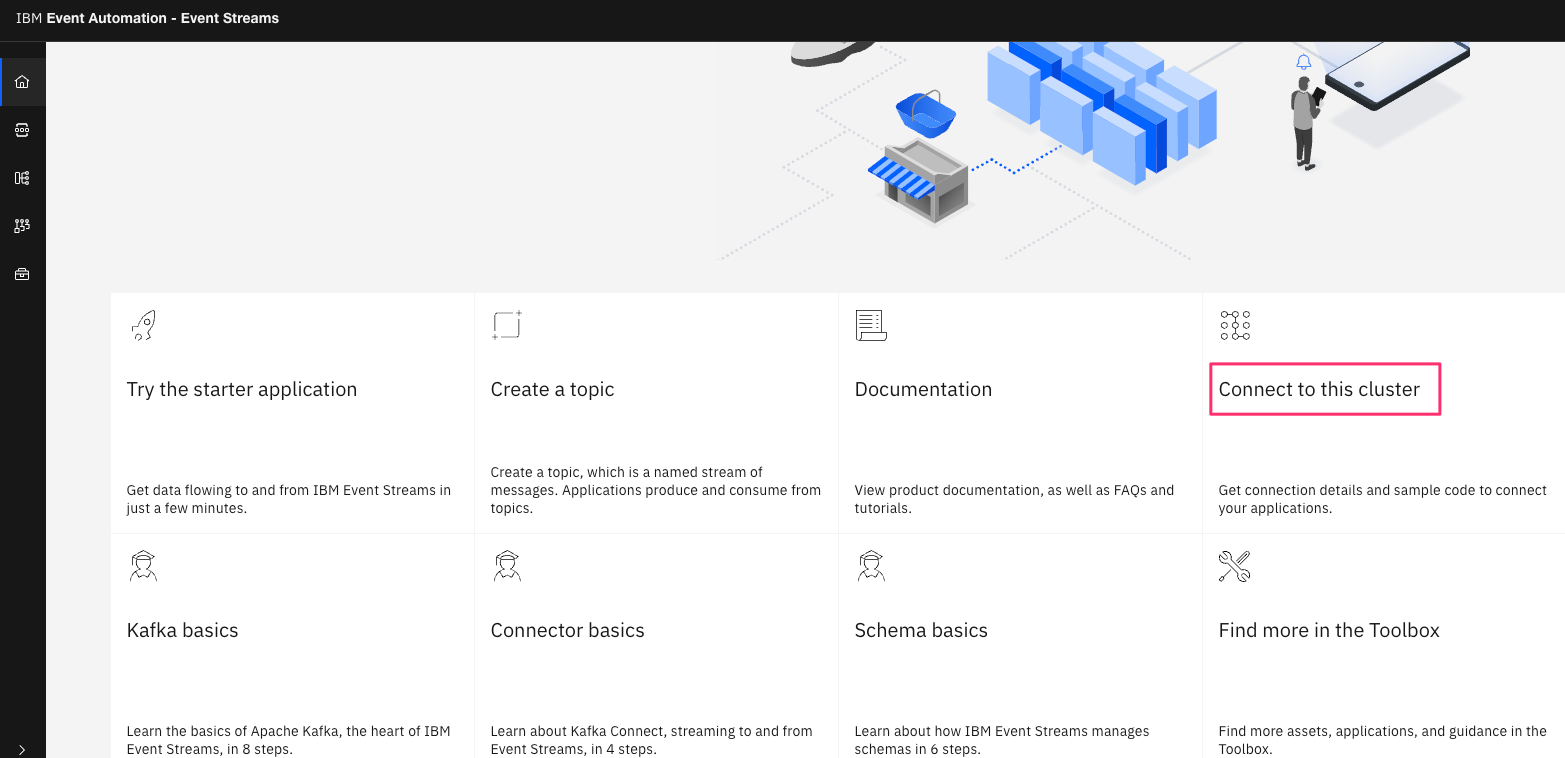 IBM Event Automation - Event Streams
Try the starter application
Get data flowing to and from IBM Event Streams in
just a few minutes.
Create a topic
Create a topic, which is a named stream of
messages. Applications produce and consume from
topics.
Documentation
View product documentation, as well as FAQs and
tutorials.
Connect to this cluster
Get connection details and sample code to connect
your applications.
Kafka basics
Learn the basics of Apache Kafka, the heart of IBM
Event Streams, in 8 steps.
Connector basics
Learn about Kafka Connect, streaming to and from
Event Streams, in 4 steps.
Schema basics
Learn about how IBM Event Streams manages
schemas in 6 steps.
Find more in the Toolbox
Find more assets, applications, and guidance in the
Toolbox.